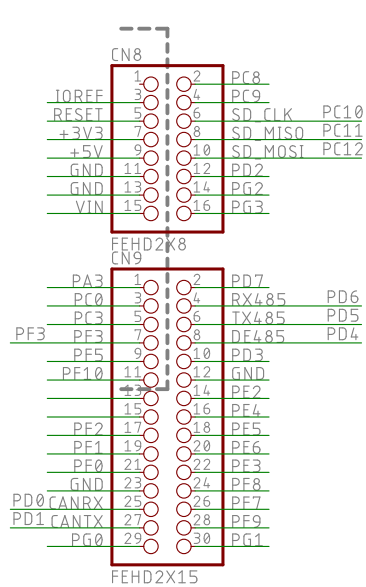 CN8
1 2 PC8
IOREF 3 4 PC9
RESET 5 6 SD_CLK PC10
+3V3 7 8 SD_MISO PC11
+5V 9 10 SD_MOSI PC12
GND 11 12 PD2
GND 13 14 PG2
VIN 15 16 PG3
FEHD2X8
CN9
PA3 1 2 PD7
PC0 3 4 RX485 PD6
PC3 5 6 TX485 PD5
PF3 PF3 7 8 DE485 PD4
PF5 9 10 PD3
PF10 11 12 GND
13 14 PE2
15 16 PE4
PF2 17 18 PE5
PF1 19 20 PE6
PF0 21 22 PE3
GND 23 24 PF8
PD0 CANRX 25 26 PF7
PD1 CANTX 27 28 PF9
PG0 29 30 PG1
FEHD2X15